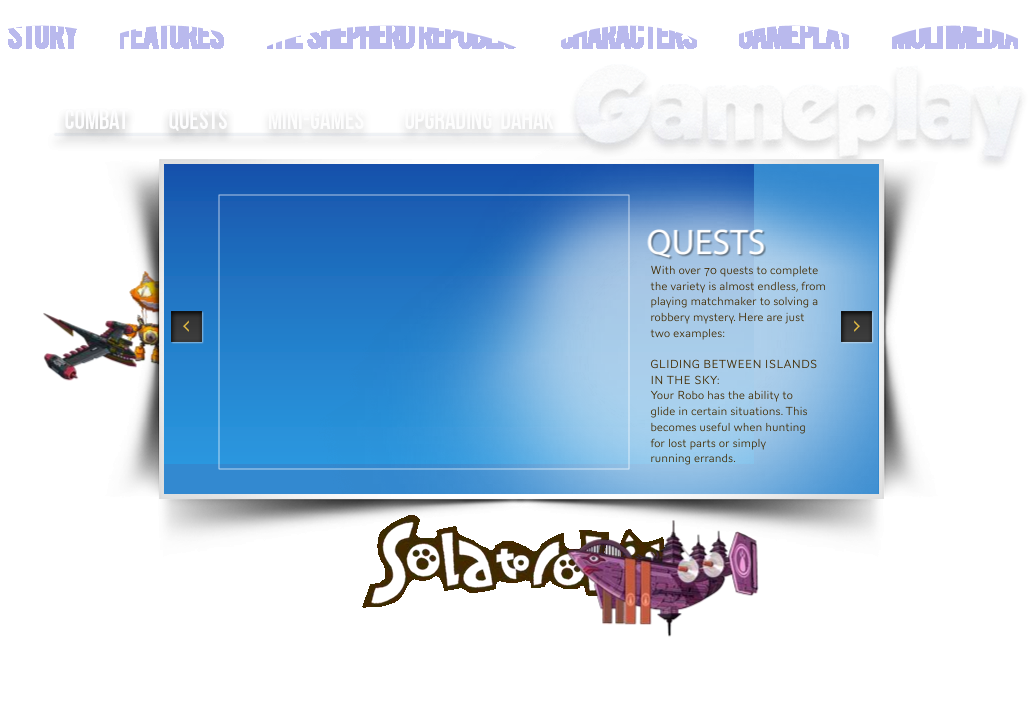 STORY FEATURES THE SHEPHERD REPUBLIC CHARACTERS GAMEPLAY MULTIMEDIA
COMBAT QUESTS MINI-GAMES UPGRADING DAHAK
Gameplay
QUESTS
With over 70 quests to complete
the variety is almost endless, from
playing matchmaker to solving a
robbery mystery. Here are just
two examples:
GLIDING BETWEEN ISLANDS
IN THE SKY:
Your Robo has the ability to
glide in certain situations. This
becomes useful when hunting
for lost parts or simply
running errands.
Solatorobo